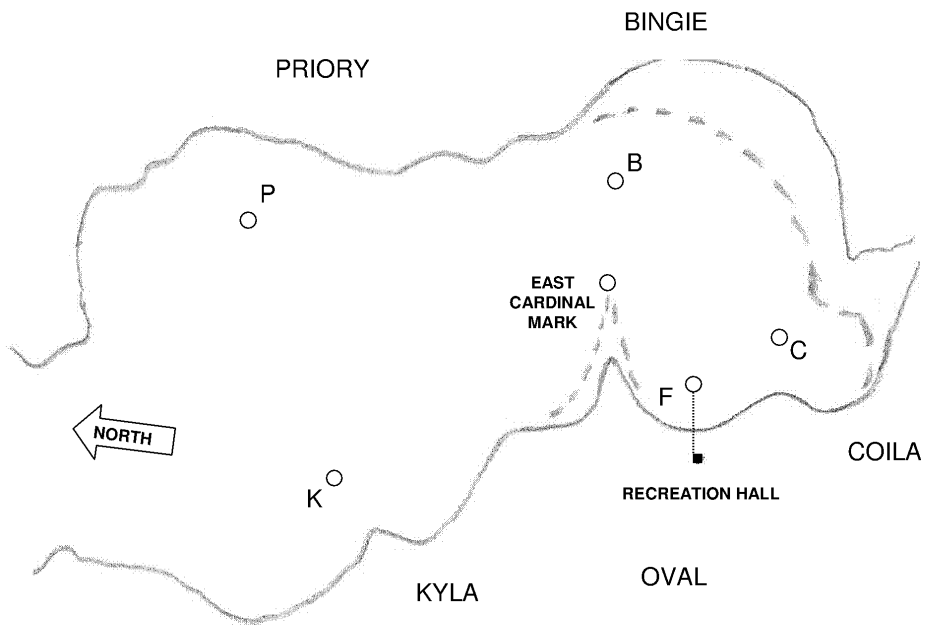 BINGIE
PRIORY
B
P
EAST
CARDINAL
MARK
C
F
NORTH
COILA
RECREATION HALL
K
OVAL
KYLA